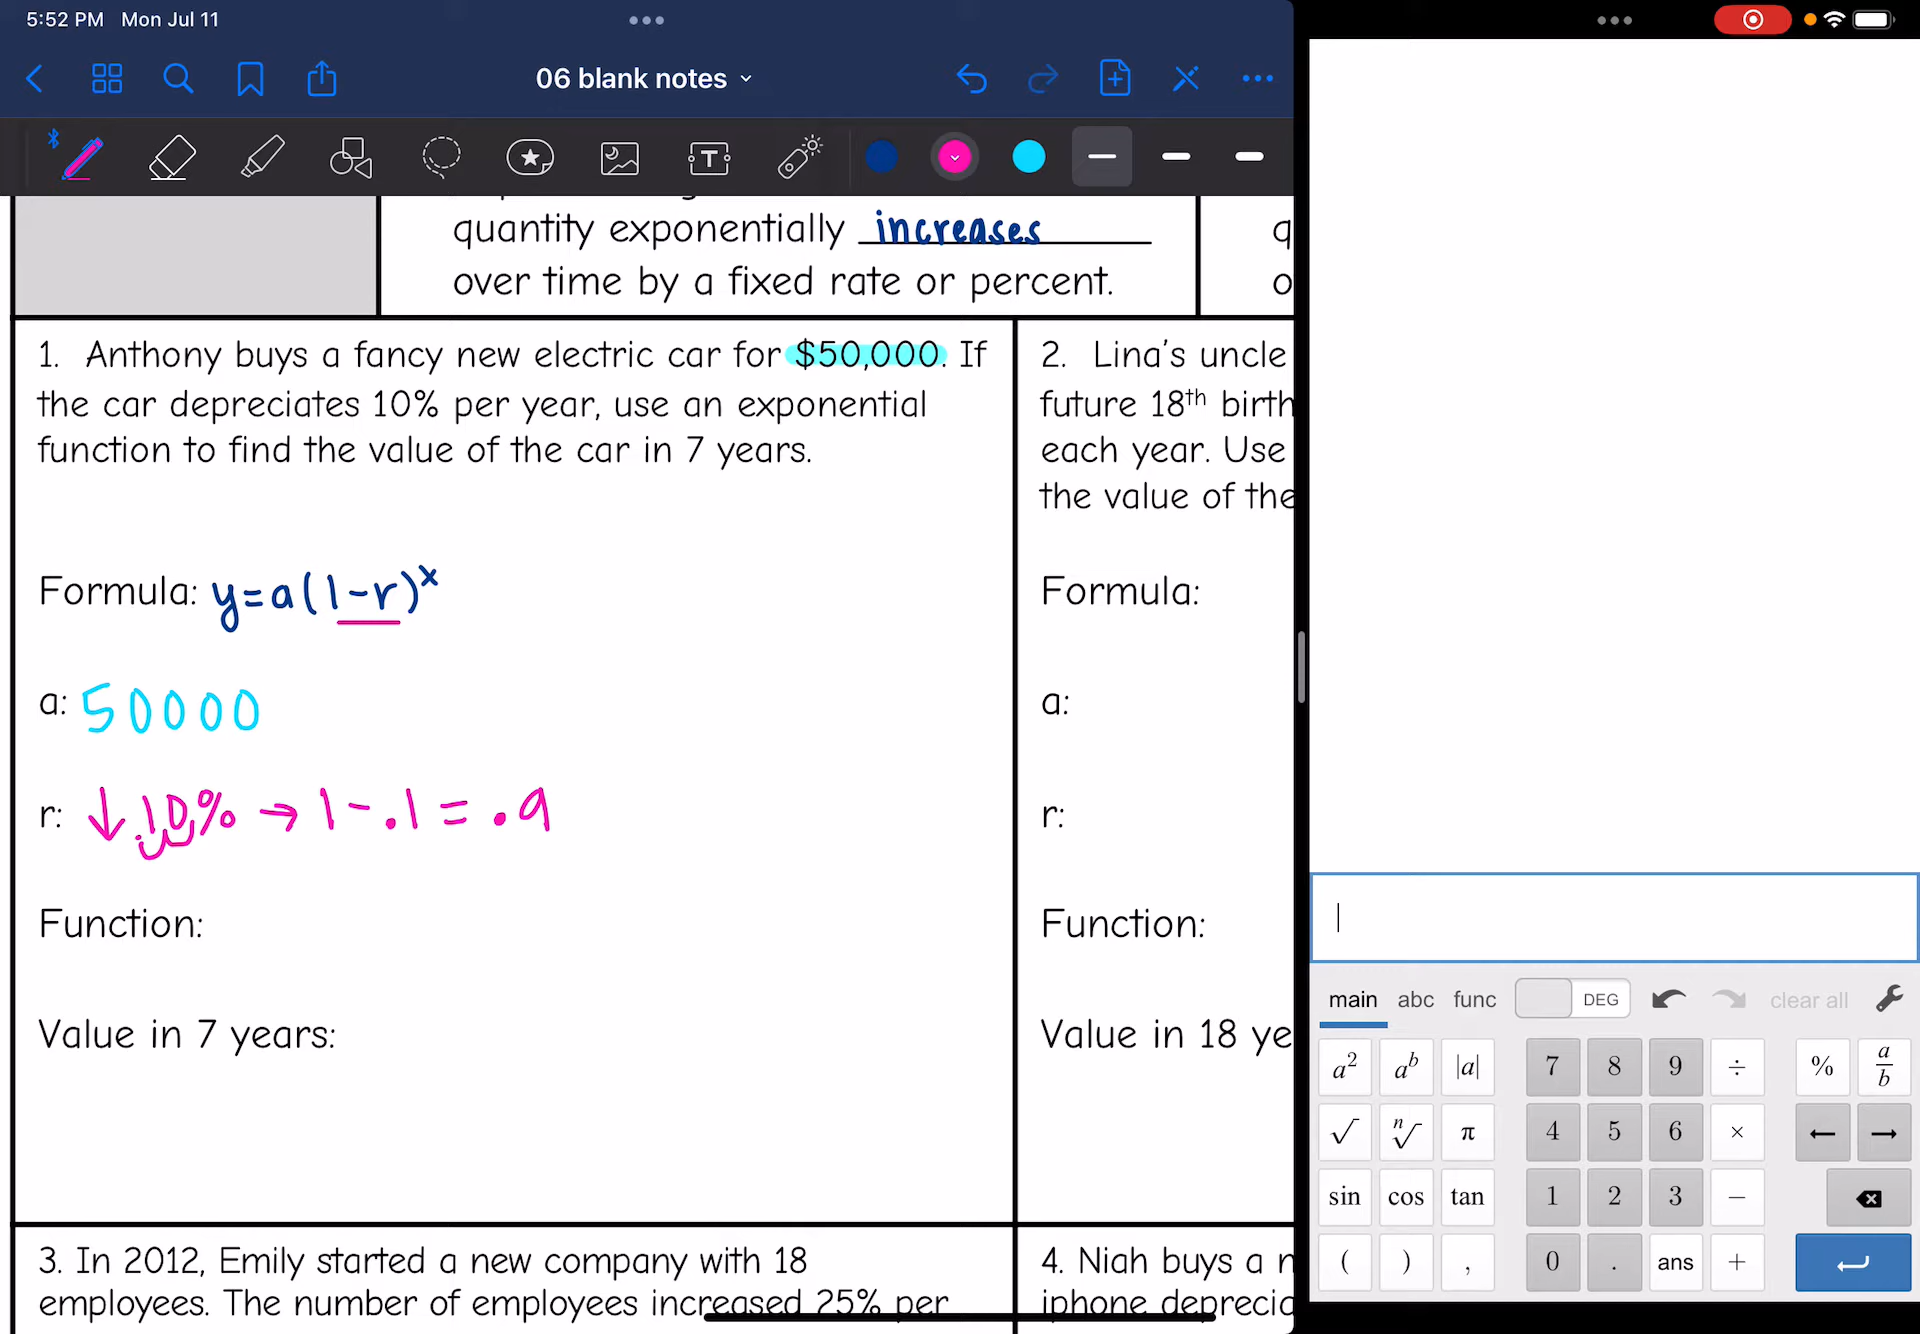 5:52 PM Mon Jul 11
06 blank notes
T
quantity exponentially increases
over time by a fixed rate or percent.
q
o
1. Anthony buys a fancy new electric car for $50,000. If
the car depreciates 10% per year, use an exponential
function to find the value of the car in 7 years.
Formula: y=a(1-r)^x
a: 50000
r: ↓.10% → 1-.1=.9
Function:
Value in 7 years:
2. Lina's uncle
future 18th birth
each year. Use
the value of the
Formula:
a:
r:
Function:
Value in 18 ye
3. In 2012, Emily started a new company with 18
employees. The number of employees increased 25% per
4. Niah buys a n
iphone deprecia
main abc func DEG clear all
a² aᵇ |a| 7 8 9 ÷ % a/b
√ ⁿ√ π 4 5 6 × ← →
sin cos tan 1 2 3 −
( ) , 0 . ans +